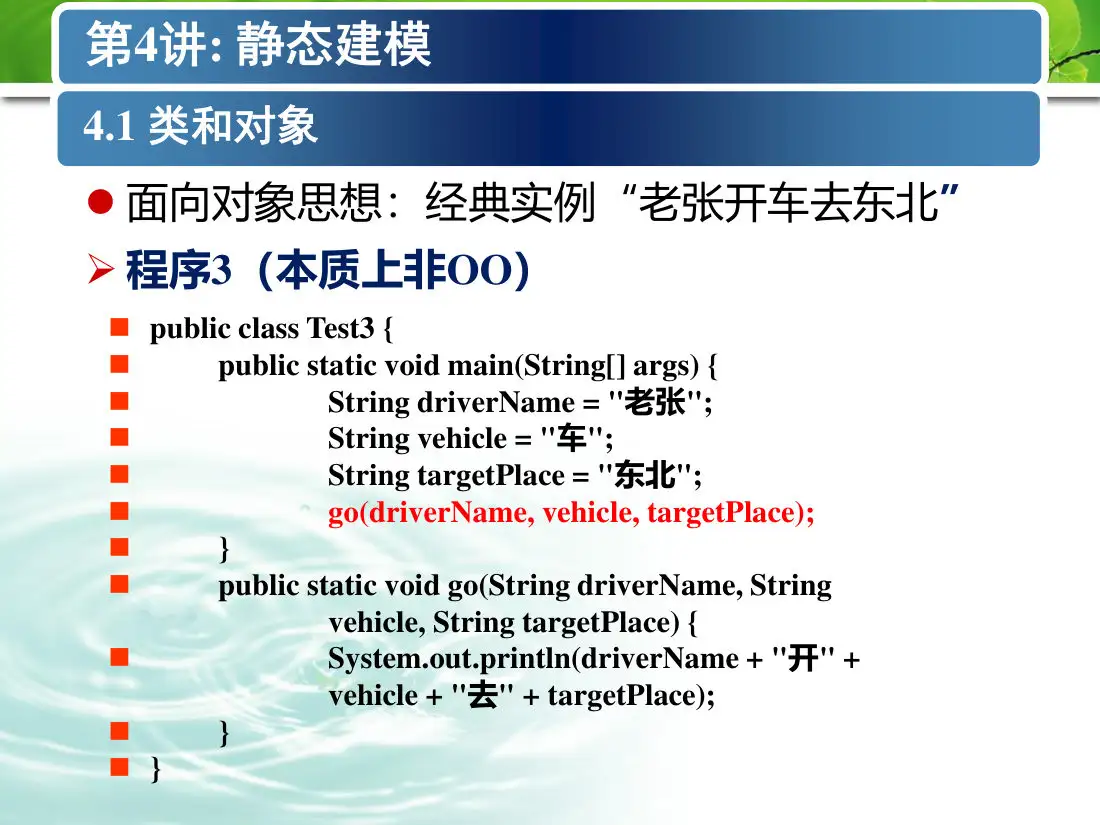 第4讲: 静态建模
4.1 类和对象
面向对象思想：经典实例“老张开车去东北”
程序3（本质上非OO）
public class Test3 {
public static void main(String[] args) {
String driverName = "老张";
String vehicle = "车";
String targetPlace = "东北";
go(driverName, vehicle, targetPlace);
}
public static void go(String driverName, String
vehicle, String targetPlace) {
System.out.println(driverName + "开" +
vehicle + "去" + targetPlace);
}
}